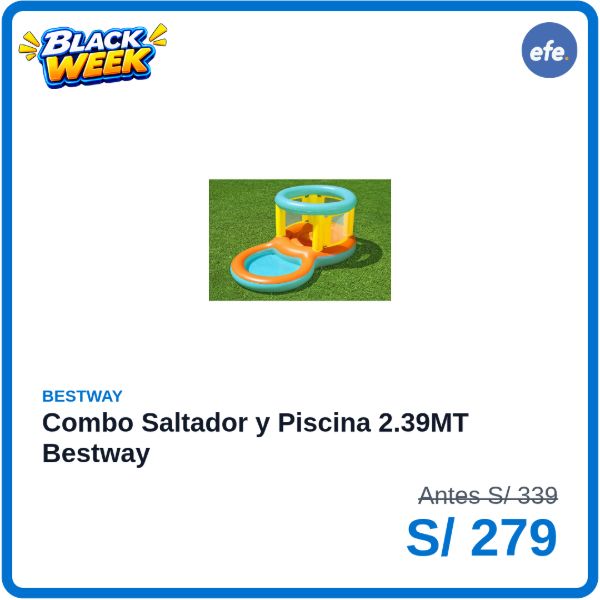 BLACK
WEEK
efe.
BESTWAY
Combo Saltador y Piscina 2.39MT
Bestway
Antes S/ 339
S/ 279